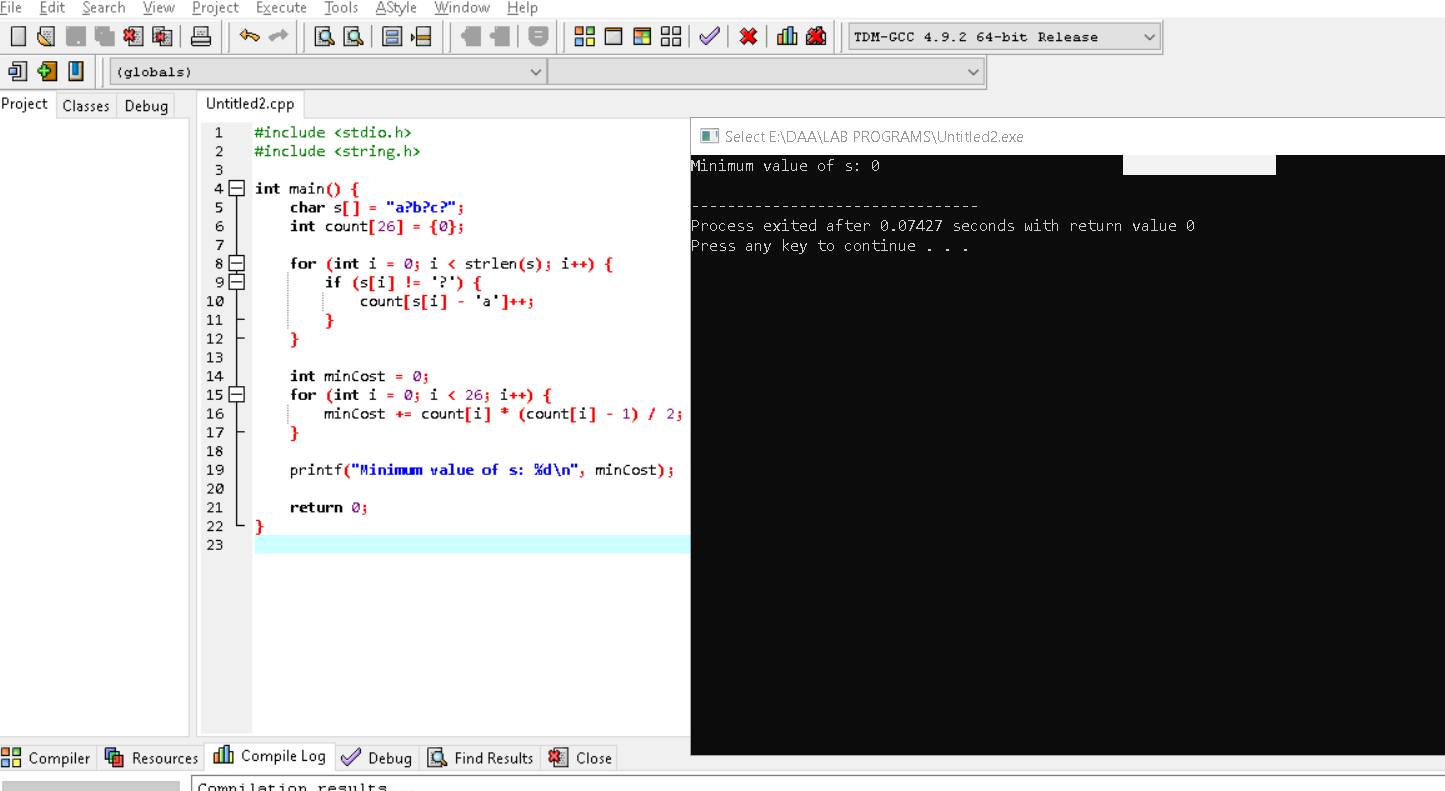 File Edit Search View Project Execute Tools AStyle Window Help
TDM-GCC 4.9.2 64-bit Release
(globals)
Project Classes Debug
Untitled2.cpp
1 #include <stdio.h>
2 #include <string.h>
3
4 int main() {
5 char s[] = "a?b?c?";
6 int count[26] = {0};
7
8 for (int i = 0; i < strlen(s); i++) {
9 if (s[i] != '?') {
10 count[s[i] - 'a']++;
11 }
12 }
13
14 int minCost = 0;
15 for (int i = 0; i < 26; i++) {
16 minCost += count[i] * (count[i] - 1) / 2;
17 }
18
19 printf("Minimum value of s: %d\n", minCost);
20
21 return 0;
22 }
23
Select E:\DAA\LAB PROGRAMS\Untitled2.exe
Minimum value of s: 0
--------------------------------
Process exited after 0.07427 seconds with return value 0
Press any key to continue . . .
Compiler Resources Compile Log Debug Find Results Close
Compilation results...